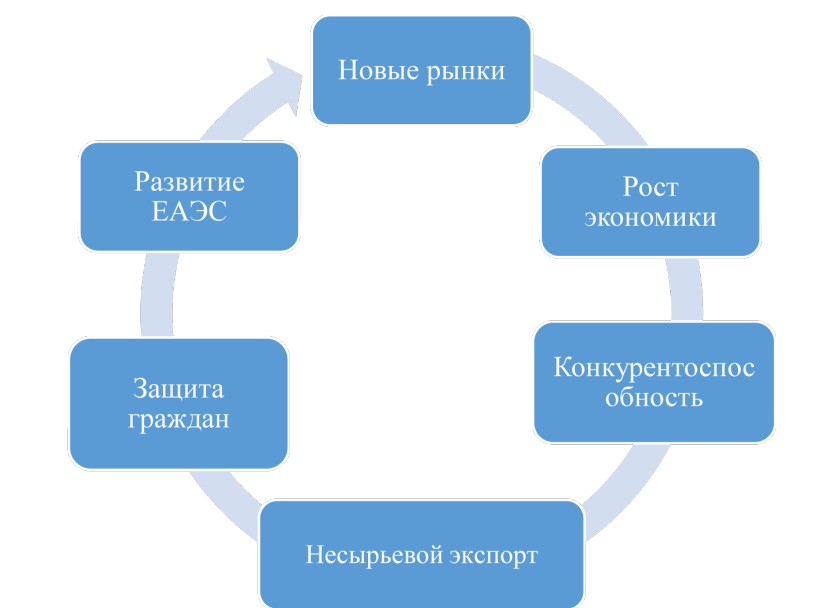 Новые рынки
Рост
экономики
Конкурентоспос
обность
Несырьевой экспорт
Защита
граждан
Развитие
ЕАЭС